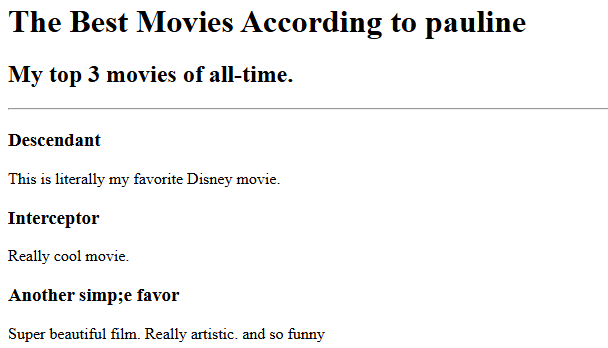 The Best Movies According to pauline
My top 3 movies of all-time.
Descendant
This is literally my favorite Disney movie.
Interceptor
Really cool movie.
Another simp;e favor
Super beautiful film. Really artistic. and so funny